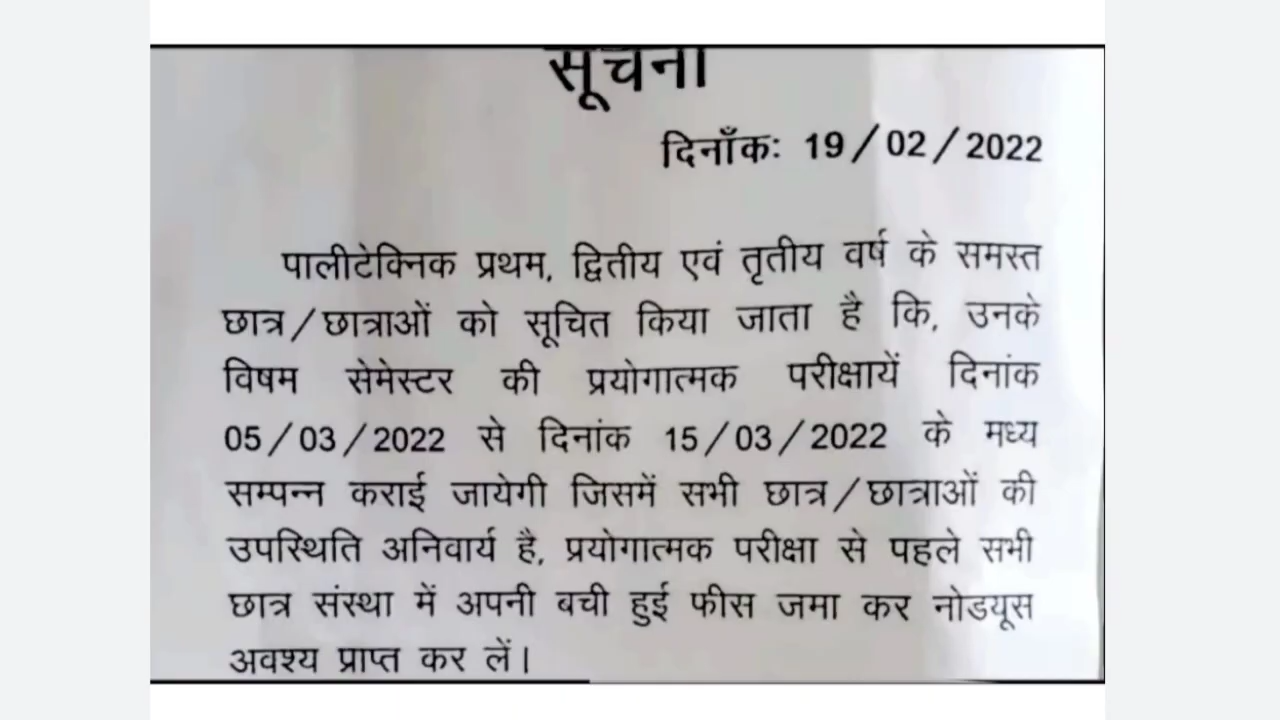 सूचना
दिनाँकः 19/02/2022
पालीटेक्निक प्रथम, द्वितीय एवं तृतीय वर्ष के समस्त
छात्र/छात्राओं को सूचित किया जाता है कि, उनके
विषम सेमेस्टर की प्रयोगात्मक परीक्षायें दिनांक
05/03/2022 से दिनांक 15/03/2022 के मध्य
सम्पन्न कराई जायेगी जिसमें सभी छात्र/छात्राओं की
उपस्थिति अनिवार्य है, प्रयोगात्मक परीक्षा से पहले सभी
छात्र संस्था में अपनी बची हुई फीस जमा कर नोडयूस
अवश्य प्राप्त कर लें।